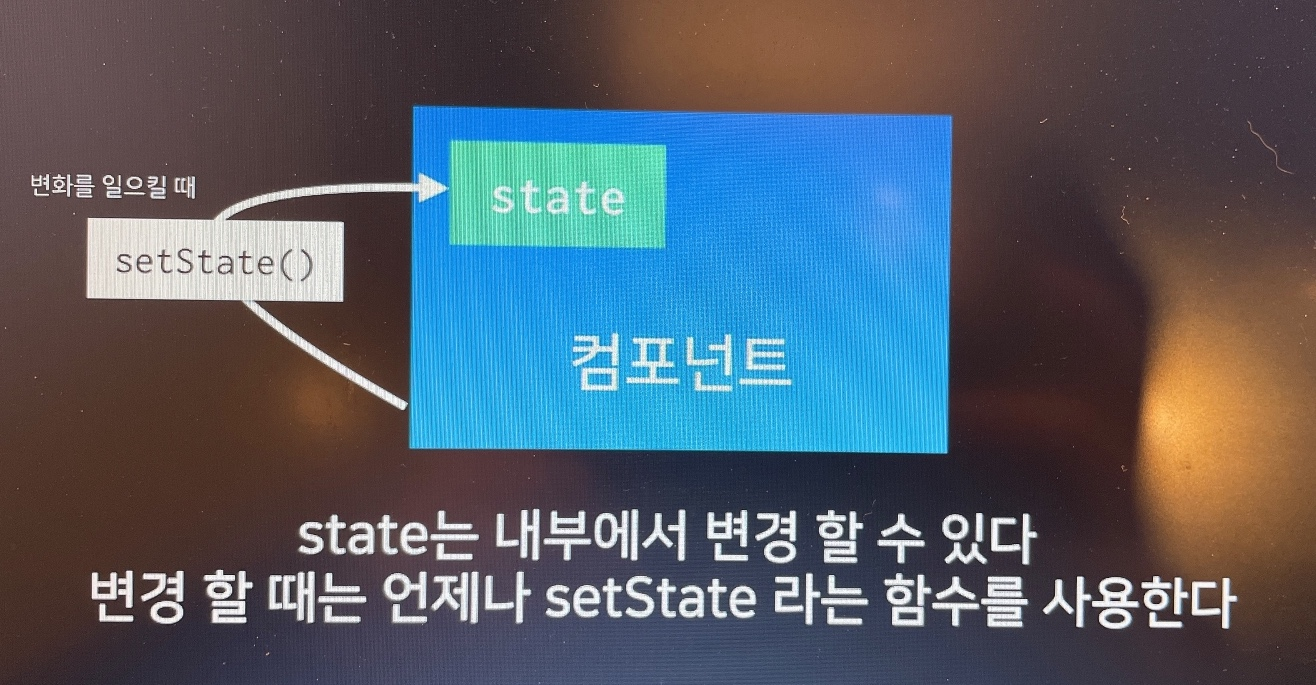 변화를 일으킬 때
setState()
state
컴포넌트
state는 내부에서 변경 할 수 있다
변경 할 때는 언제나 setState 라는 함수를 사용한다